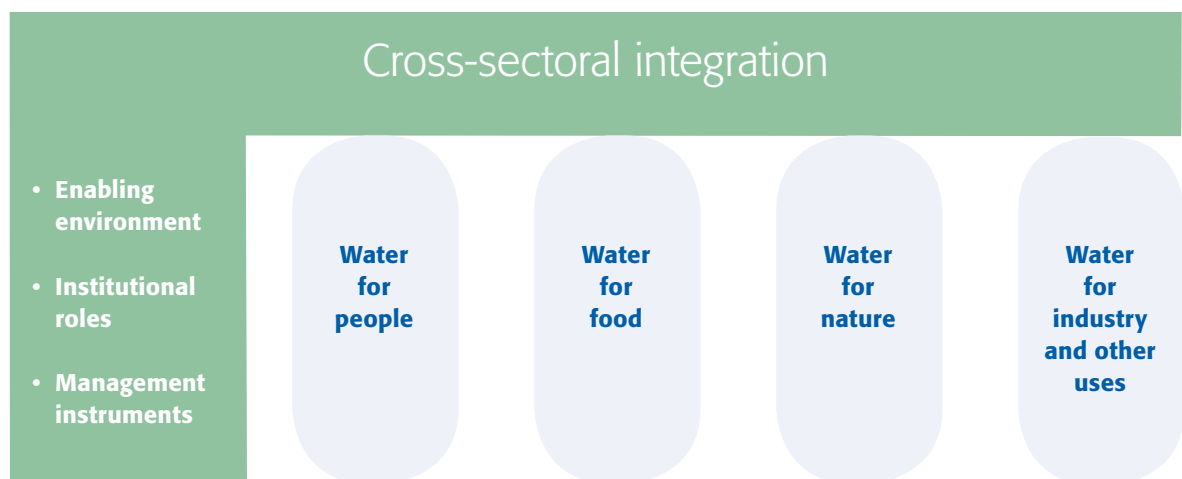 Cross-sectoral integration
• Enabling
environment
• Institutional
roles
• Management
instruments
Water
for
people
Water
for
food
Water
for
nature
Water
for
industry
and other
uses